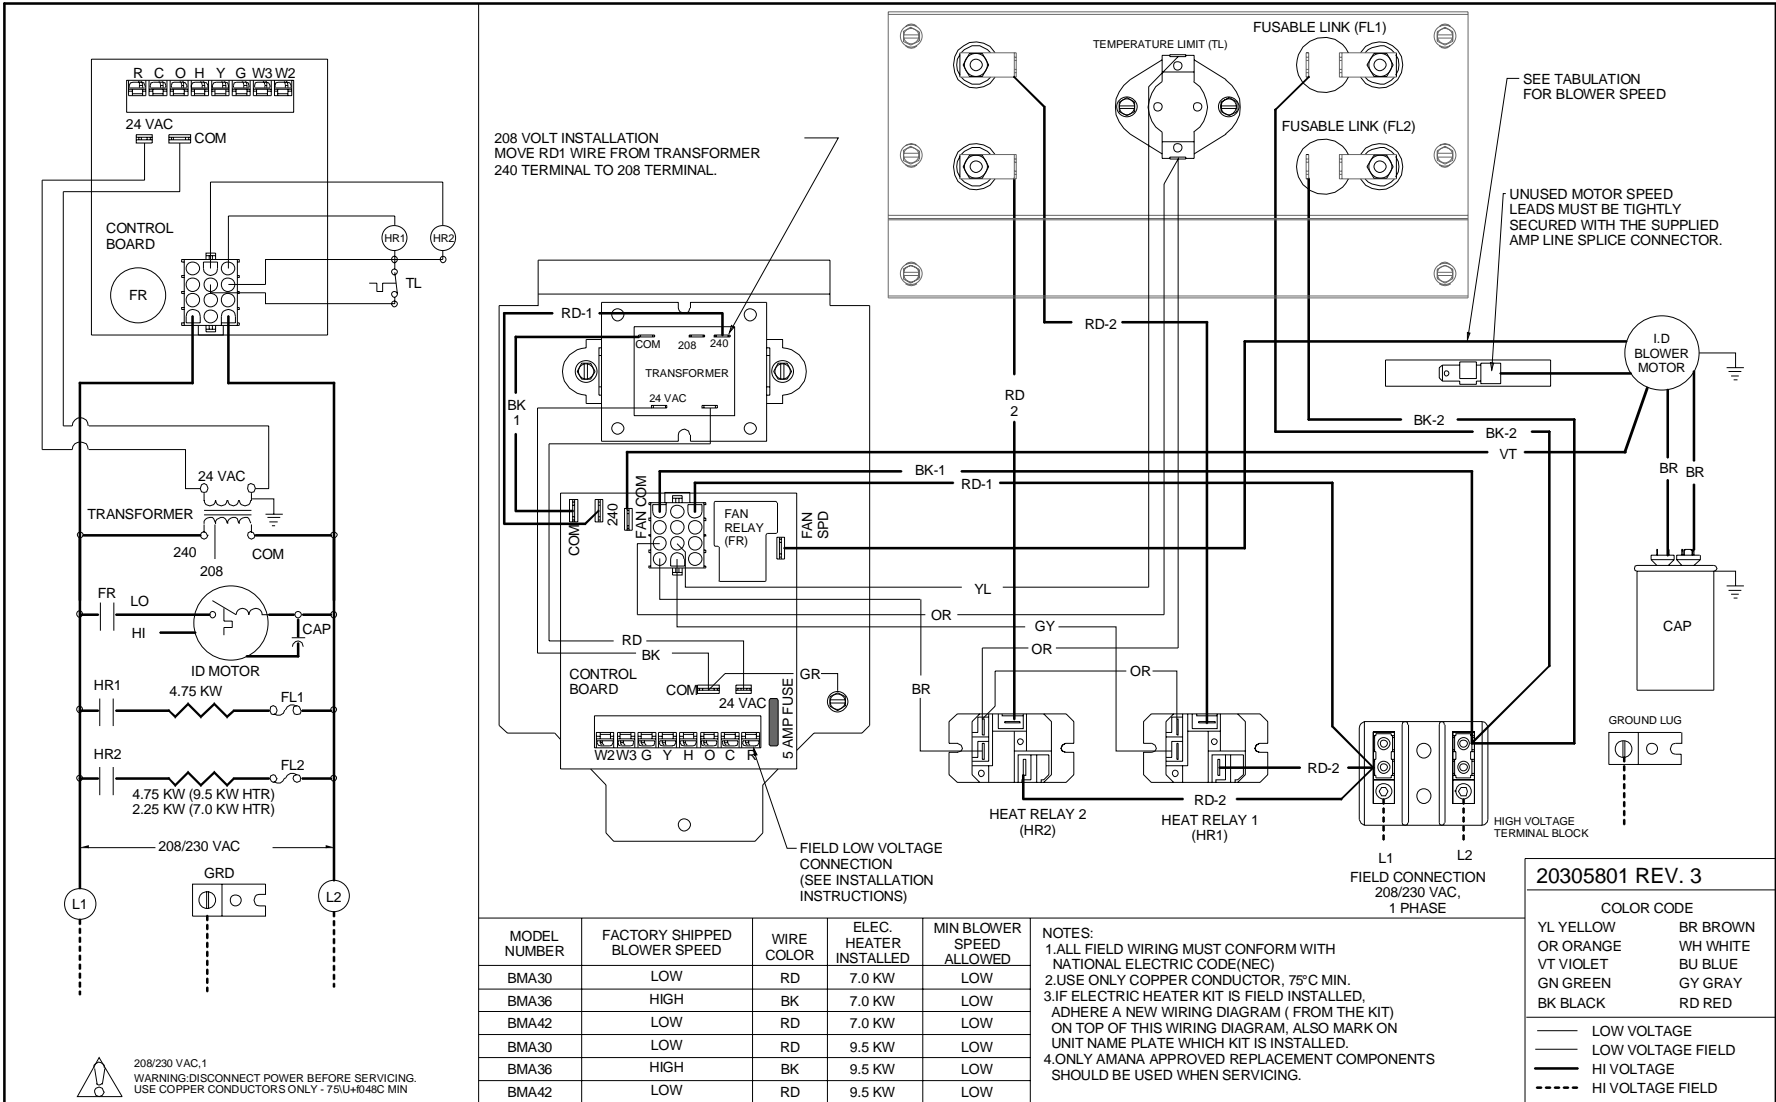 R C O H Y G W3 W2
24 VAC
COM
CONTROL
BOARD
FR
HR1
HR2
TL
24 VAC
TRANSFORMER
240
COM
208
FR
LO
HI
CAP
ID MOTOR
HR1
4.75 KW
FL1
HR2
FL2
4.75 KW (9.5 KW HTR)
2.25 KW (7.0 KW HTR)
208/230 VAC
GRD
L1
L2
208/230 VAC,1
WARNING:DISCONNECT POWER BEFORE SERVICING.
USE COPPER CONDUCTORS ONLY - 75\U+I048C MIN
208 VOLT INSTALLATION
MOVE RD1 WIRE FROM TRANSFORMER
240 TERMINAL TO 208 TERMINAL.
TEMPERATURE LIMIT (TL)
FUSABLE LINK (FL1)
FUSABLE LINK (FL2)
SEE TABULATION
FOR BLOWER SPEED
UNUSED MOTOR SPEED
LEADS MUST BE TIGHTLY
SECURED WITH THE SUPPLIED
AMP LINE SPLICE CONNECTOR.
RD-1
COM
208
240
TRANSFORMER
24 VAC
BK
1
RD-2
RD
2
I.D
BLOWER
MOTOR
BK-2
BK-2
VT
BK-1
RD-1
BR
BR
COM
240
FAN COM
FAN
RELAY
(FR)
FAN
SPD
YL
OR
GY
OR
OR
RD
BK
CONTROL
BOARD
COM
24 VAC
GR
5 AMP FUSE
BR
W2 W3 G Y H O C R
CAP
GROUND LUG
RD-2
RD-2
HEAT RELAY 2
(HR2)
HEAT RELAY 1
(HR1)
HIGH VOLTAGE
TERMINAL BLOCK
L1
L2
FIELD CONNECTION
208/230 VAC,
1 PHASE
FIELD LOW VOLTAGE
CONNECTION
(SEE INSTALLATION
INSTRUCTIONS)
MODEL
NUMBER
FACTORY SHIPPED
BLOWER SPEED
WIRE
COLOR
ELEC.
HEATER
INSTALLED
MIN BLOWER
SPEED
ALLOWED
BMA30 LOW RD 7.0 KW LOW
BMA36 HIGH BK 7.0 KW LOW
BMA42 LOW RD 7.0 KW LOW
BMA30 LOW RD 9.5 KW LOW
BMA36 HIGH BK 9.5 KW LOW
BMA42 LOW RD 9.5 KW LOW
NOTES:
1.ALL FIELD WIRING MUST CONFORM WITH
NATIONAL ELECTRIC CODE(NEC)
2.USE ONLY COPPER CONDUCTOR, 75°C MIN.
3.IF ELECTRIC HEATER KIT IS FIELD INSTALLED,
ADHERE A NEW WIRING DIAGRAM ( FROM THE KIT)
ON TOP OF THIS WIRING DIAGRAM, ALSO MARK ON
UNIT NAME PLATE WHICH KIT IS INSTALLED.
4.ONLY AMANA APPROVED REPLACEMENT COMPONENTS
SHOULD BE USED WHEN SERVICING.
20305801 REV. 3
COLOR CODE
YL YELLOW BR BROWN
OR ORANGE WH WHITE
VT VIOLET BU BLUE
GN GREEN GY GRAY
BK BLACK RD RED
LOW VOLTAGE
LOW VOLTAGE FIELD
HI VOLTAGE
HI VOLTAGE FIELD